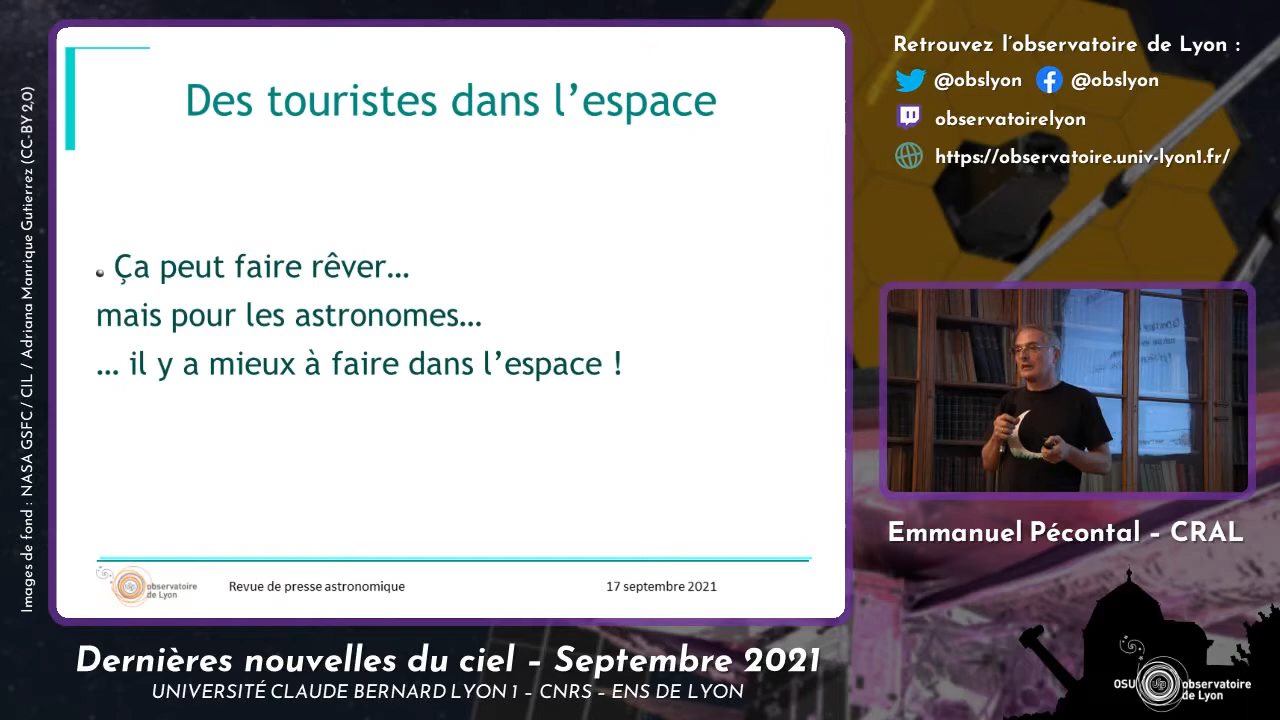 Images de fond : NASA GSFC / CIL / Adriana Manrique Gutierrez (CC-BY 2,0)
Des touristes dans l’espace
Ça peut faire rêver…
mais pour les astronomes…
… il y a mieux à faire dans l’espace !
observatoire
de Lyon
Revue de presse astronomique
17 septembre 2021
Retrouvez l’observatoire de Lyon :
@obslyon @obslyon
observatoirelyon
https://observatoire.univ-lyon1.fr/
Emmanuel Pécontal – CRAL
Dernières nouvelles du ciel – Septembre 2021
UNIVERSITÉ CLAUDE BERNARD LYON 1 – CNRS – ENS DE LYON
OSUL observatoire
de Lyon